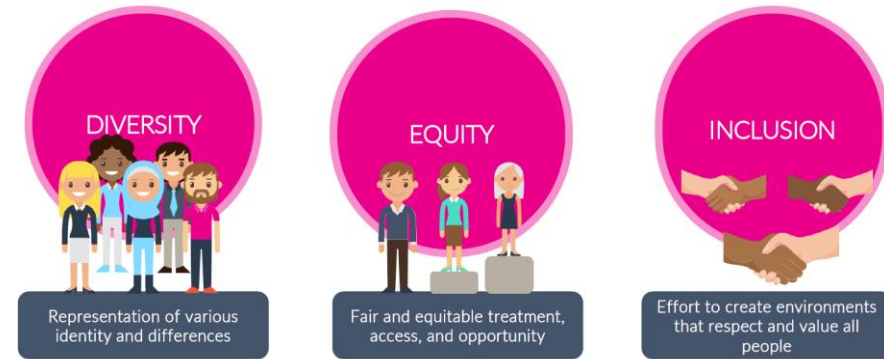 DIVERSITY
Representation of various
identity and differences
EQUITY
Fair and equitable treatment,
access, and opportunity
INCLUSION
Effort to create environments
that respect and value all
people